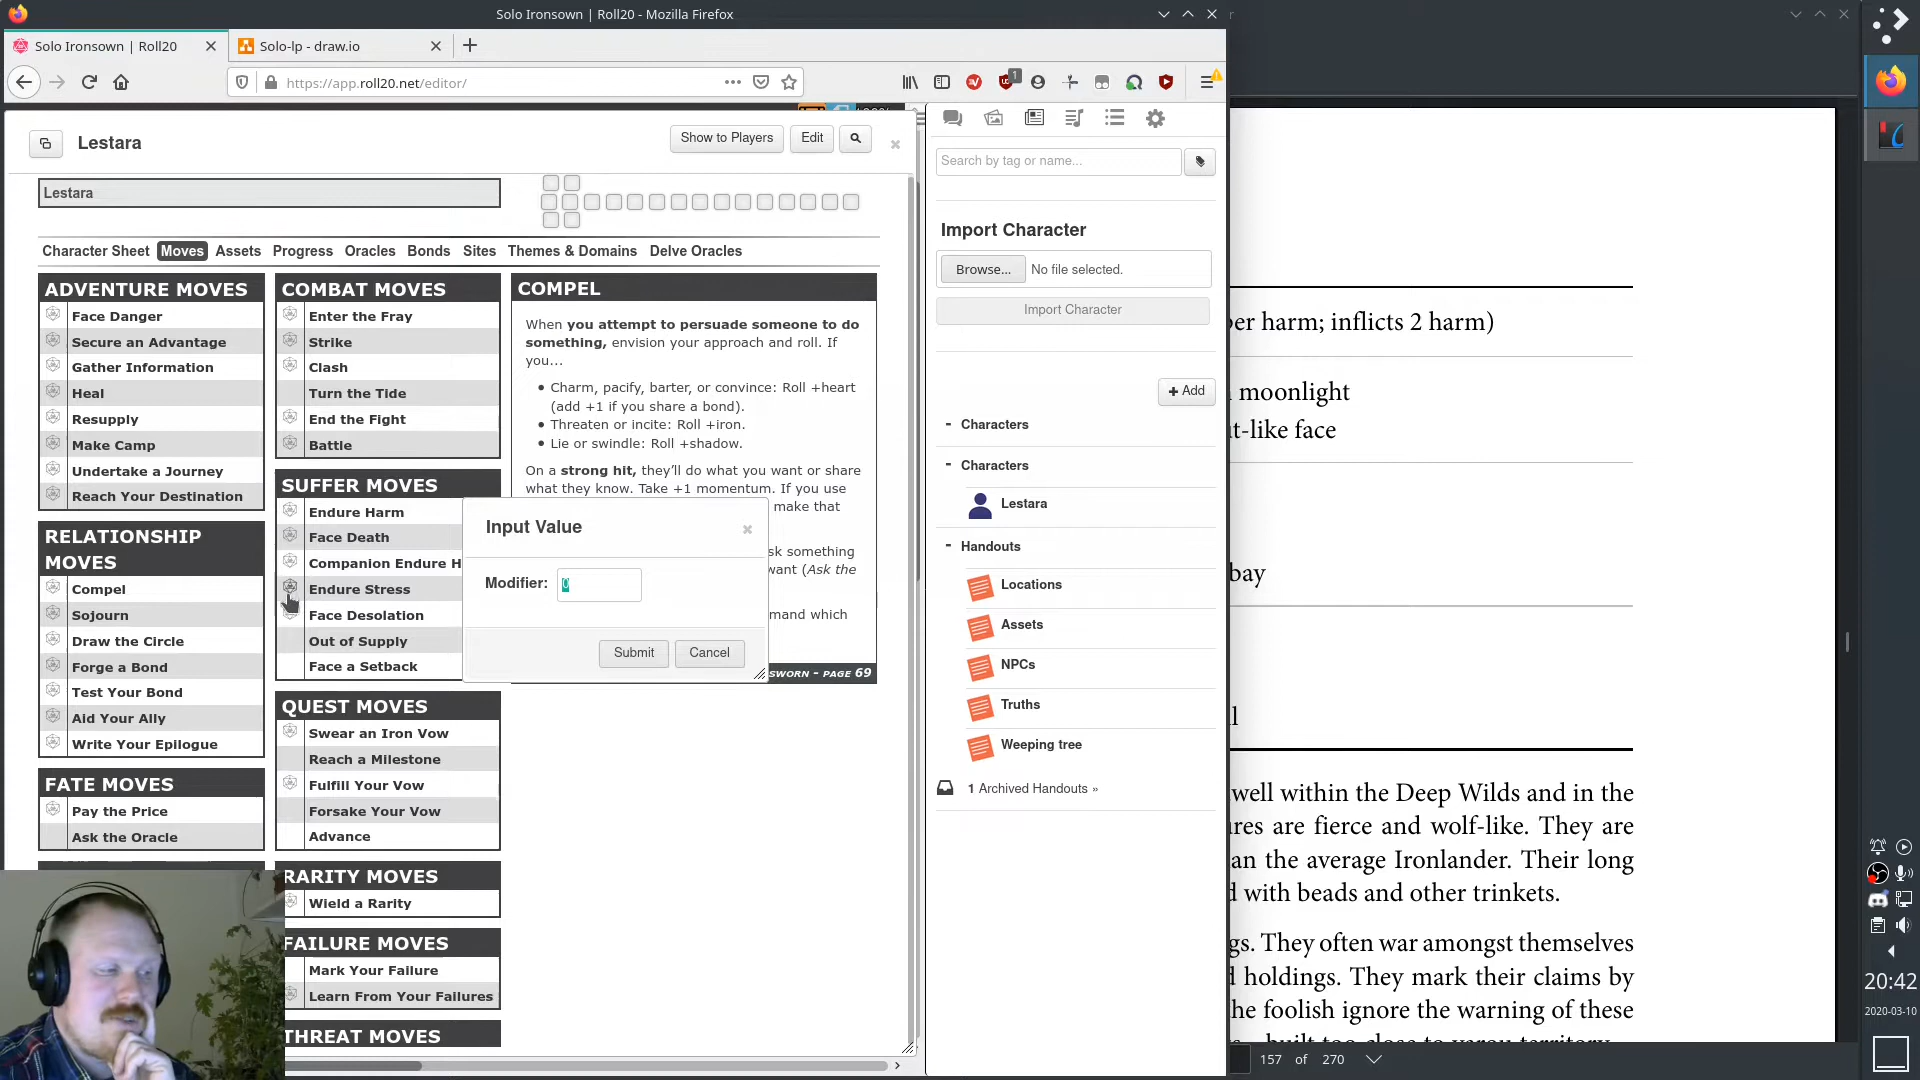 Solo Ironsown | Roll20 - Mozilla Firefox
Solo Ironsown | Roll20
Solo-lp - draw.io
https://app.roll20.net/editor/
1
Lestara
Show to Players
Edit
Lestara
Character Sheet
Moves
Assets
Progress
Oracles
Bonds
Sites
Themes & Domains
Delve Oracles
ADVENTURE MOVES
Face Danger
Secure an Advantage
Gather Information
Heal
Resupply
Make Camp
Undertake a Journey
Reach Your Destination
RELATIONSHIP
MOVES
Compel
Sojourn
Draw the Circle
Forge a Bond
Test Your Bond
Aid Your Ally
Write Your Epilogue
FATE MOVES
Pay the Price
Ask the Oracle
COMBAT MOVES
Enter the Fray
Strike
Clash
Turn the Tide
End the Fight
Battle
SUFFER MOVES
Endure Harm
Face Death
Companion Endure H
Endure Stress
Face Desolation
Out of Supply
Face a Setback
QUEST MOVES
Swear an Iron Vow
Reach a Milestone
Fulfill Your Vow
Forsake Your Vow
Advance
RARITY MOVES
Wield a Rarity
FAILURE MOVES
Mark Your Failure
Learn From Your Failures
THREAT MOVES
COMPEL
When you attempt to persuade someone to do
something, envision your approach and roll. If
you…
• Charm, pacify, barter, or convince: Roll +heart
(add +1 if you share a bond).
• Threaten or incite: Roll +iron.
• Lie or swindle: Roll +shadow.
On a strong hit, they'll do what you want or share
what they know. Take +1 momentum. If you use
make that
sk something
want (Ask the
mand which
SWORN – PAGE 69
Input Value
Modifier:
0
Submit
Cancel
Search by tag or name...
Import Character
Browse...
No file selected.
Import Character
+ Add
- Characters
- Characters
Lestara
- Handouts
Locations
Assets
NPCs
Truths
Weeping tree
1 Archived Handouts »
er harm; inflicts 2 harm)
moonlight
t-like face
bay
well within the Deep Wilds and in the
res are fierce and wolf-like. They are
an the average Ironlander. Their long
d with beads and other trinkets.
gs. They often war amongst themselves
d holdings. They mark their claims by
he foolish ignore the warning of these
built too close to varou territory
157 of 270
20:42
2020-03-10